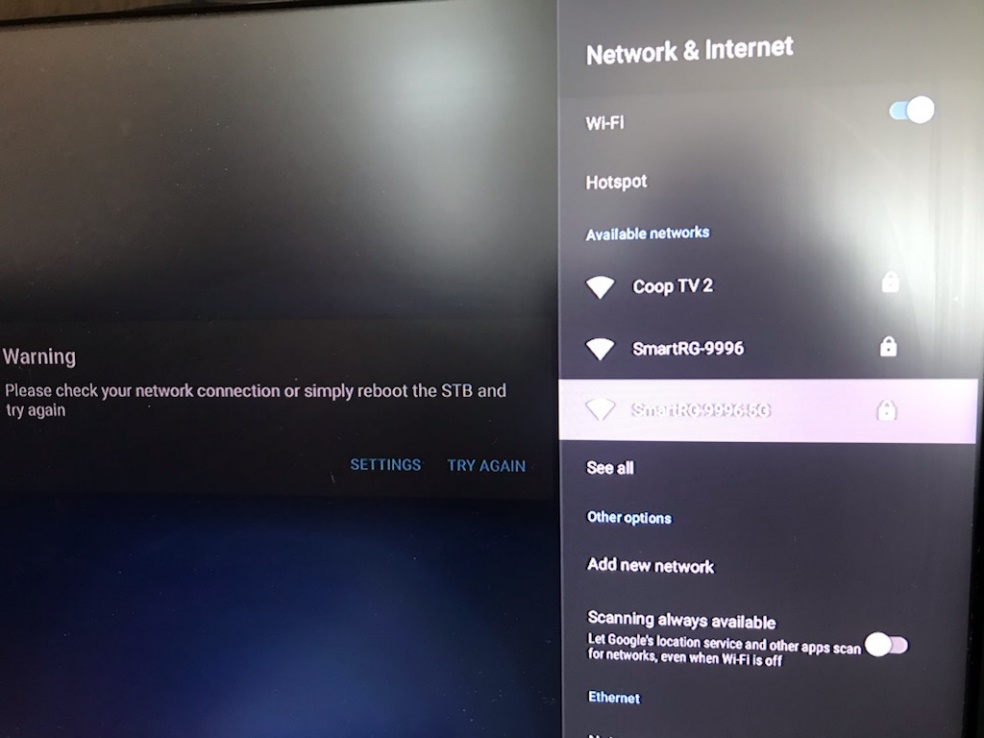 Warning
Please check your network connection or simply reboot the STB and
try again
SETTINGS TRY AGAIN
Network & Internet
Wi-Fi
Hotspot
Available networks
Coop TV 2
SmartRG-9996
SmartRG-9996-5G
See all
Other options
Add new network
Scanning always available
Let Google's location service and other apps scan
for networks, even when Wi-Fi is off
Ethernet